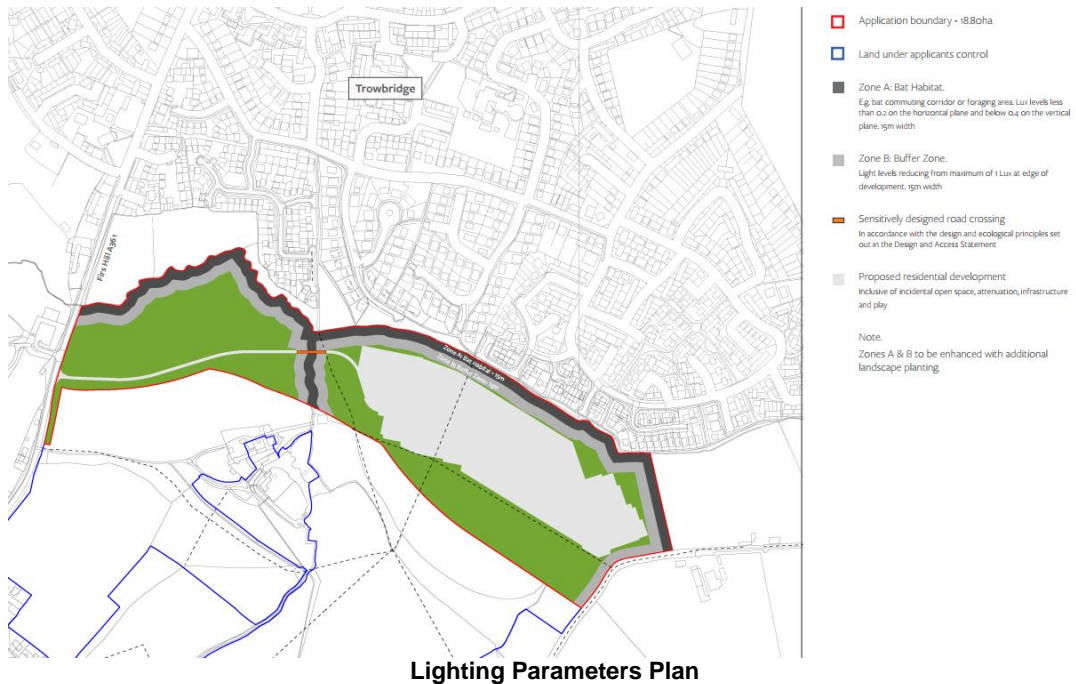 Trowbridge
Firs Hill A361
Zone A: Bat Habitat - 15m
Zone B: Buffer Zone - 15m
Application boundary - 18.80ha
Land under applicants control
Zone A: Bat Habitat.
E.g. bat commuting corridor or foraging area. Lux levels less
than 0.2 on the horizontal plane and below 0.4 on the vertical
plane. 15m width
Zone B: Buffer Zone.
Light levels reducing from maximum of 1 Lux at edge of
development. 15m width
Sensitively designed road crossing
In accordance with the design and ecological principles set
out in the Design and Access Statement
Proposed residential development
Inclusive of incidental open space, attenuation, infrastructure
and play
Note.
Zones A & B to be enhanced with additional
landscape planting.
Lighting Parameters Plan